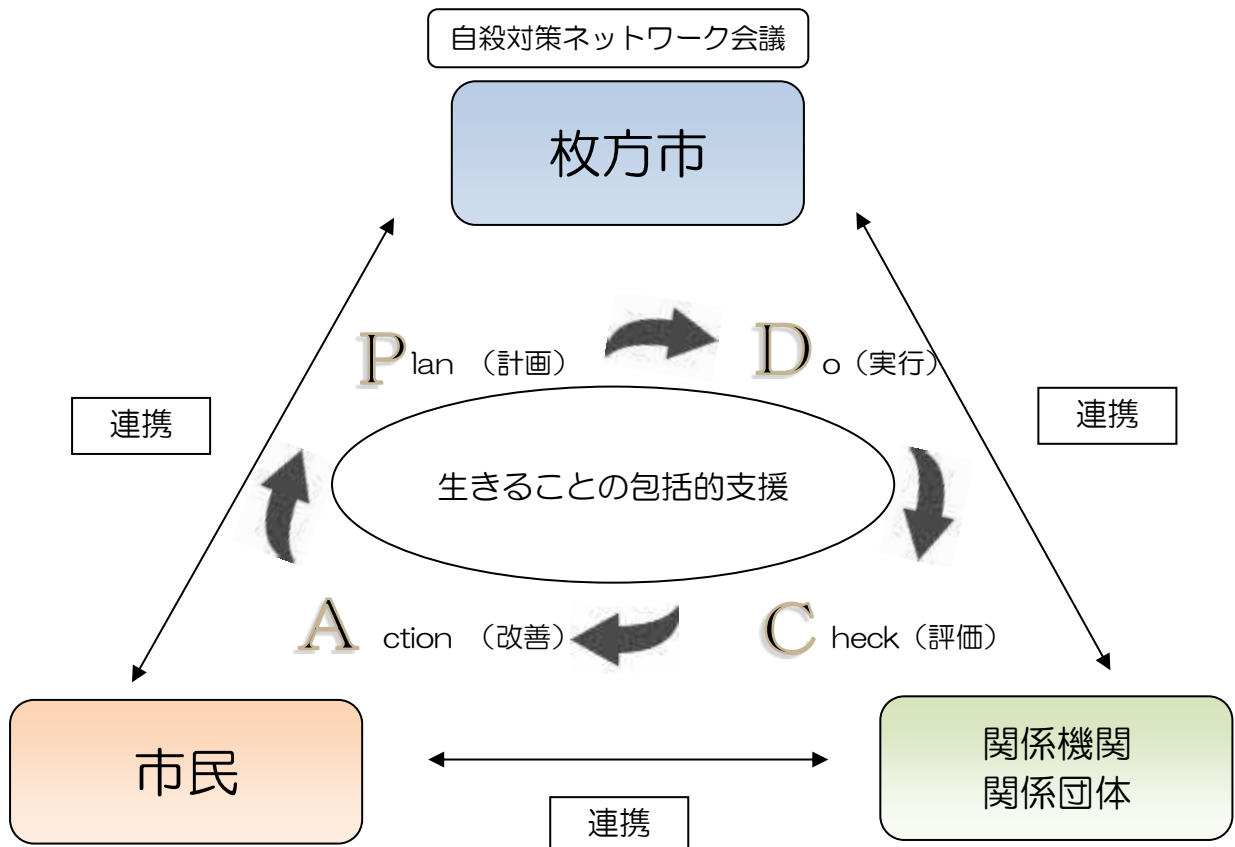 自殺対策ネットワーク会議
枚方市
Plan （計画）
Do（実行）
連携
連携
生きることの包括的支援
Action （改善）
Check（評価）
市民
関係機関
関係団体
連携